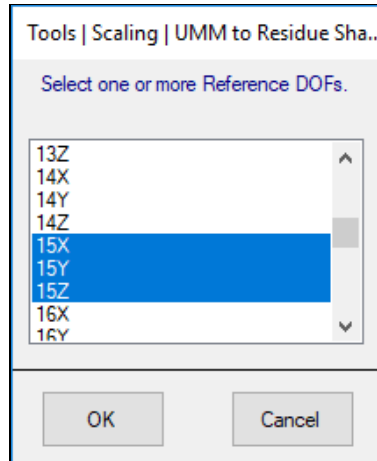 Tools | Scaling | UMM to Residue Sha..
Select one or more Reference DOFs.
13Z
14X
14Y
14Z
15X
15Y
15Z
16X
16Y
OK
Cancel